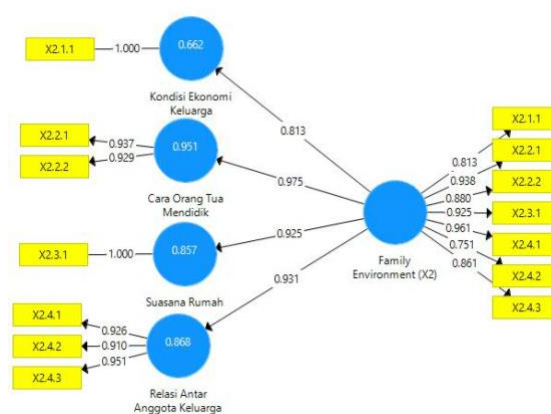 X2.1.1
1.000
0.662
Kondisi Ekonomi
Keluarga
0.813
X2.2.1
0.937
X2.2.2
0.929
0.951
Cara Orang Tua
Mendidik
0.975
X2.3.1
1.000
0.857
Suasana Rumah
0.925
X2.4.1
0.926
X2.4.2
0.910
X2.4.3
0.951
0.868
Relasi Antar
Anggota Keluarga
0.931
Family
Environment (X2)
0.813
X2.1.1
0.938
X2.2.1
0.880
X2.2.2
0.925
X2.3.1
0.961
X2.4.1
0.751
X2.4.2
0.861
X2.4.3